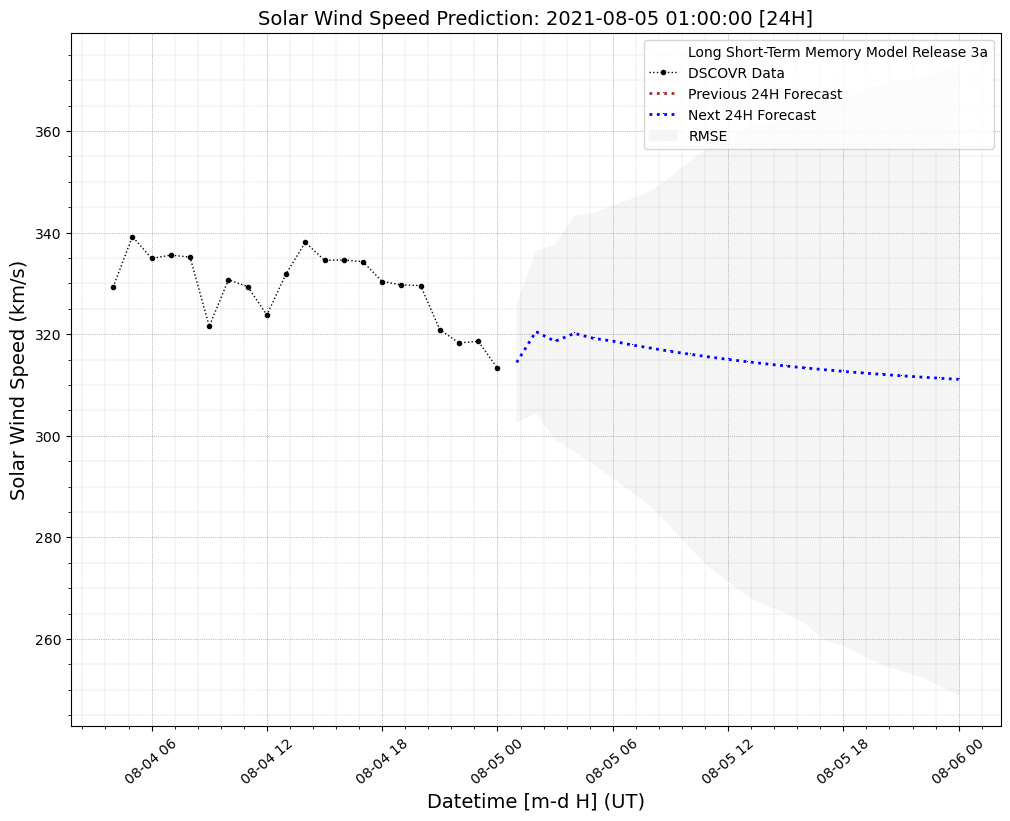 Solar Wind Speed Prediction: 2021-08-05 01:00:00 [24H]
Long Short-Term Memory Model Release 3a
DSCOVR Data
Previous 24H Forecast
Next 24H Forecast
RMSE
Solar Wind Speed (km/s)
360
340
320
300
280
260
08-04 06
08-04 12
08-04 18
08-05 00
08-05 06
08-05 12
08-05 18
08-06 00
Datetime [m-d H] (UT)